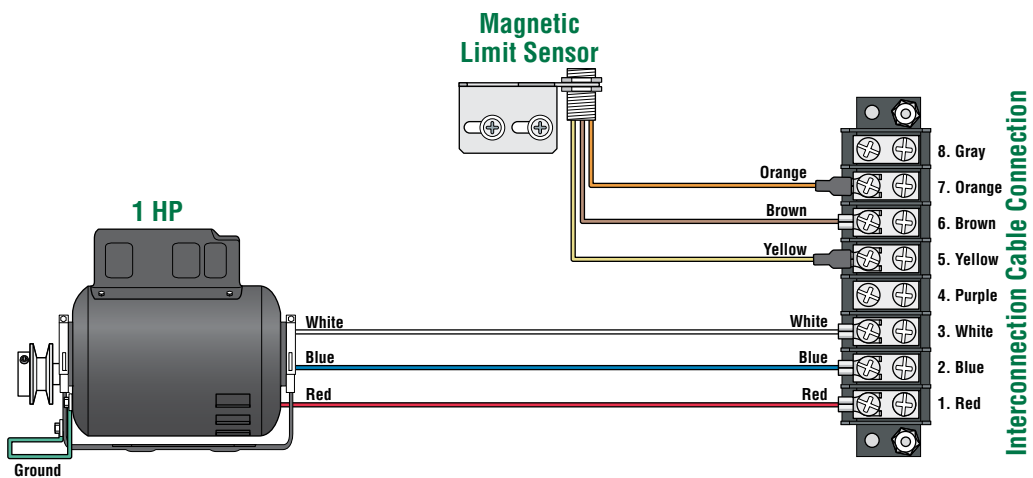 Magnetic
Limit Sensor
8. Gray
Orange
7. Orange
Brown
6. Brown
Yellow
5. Yellow
4. Purple
1 HP
White
White
3. White
Blue
Blue
2. Blue
Red
Red
1. Red
Ground
Interconnection Cable Connection